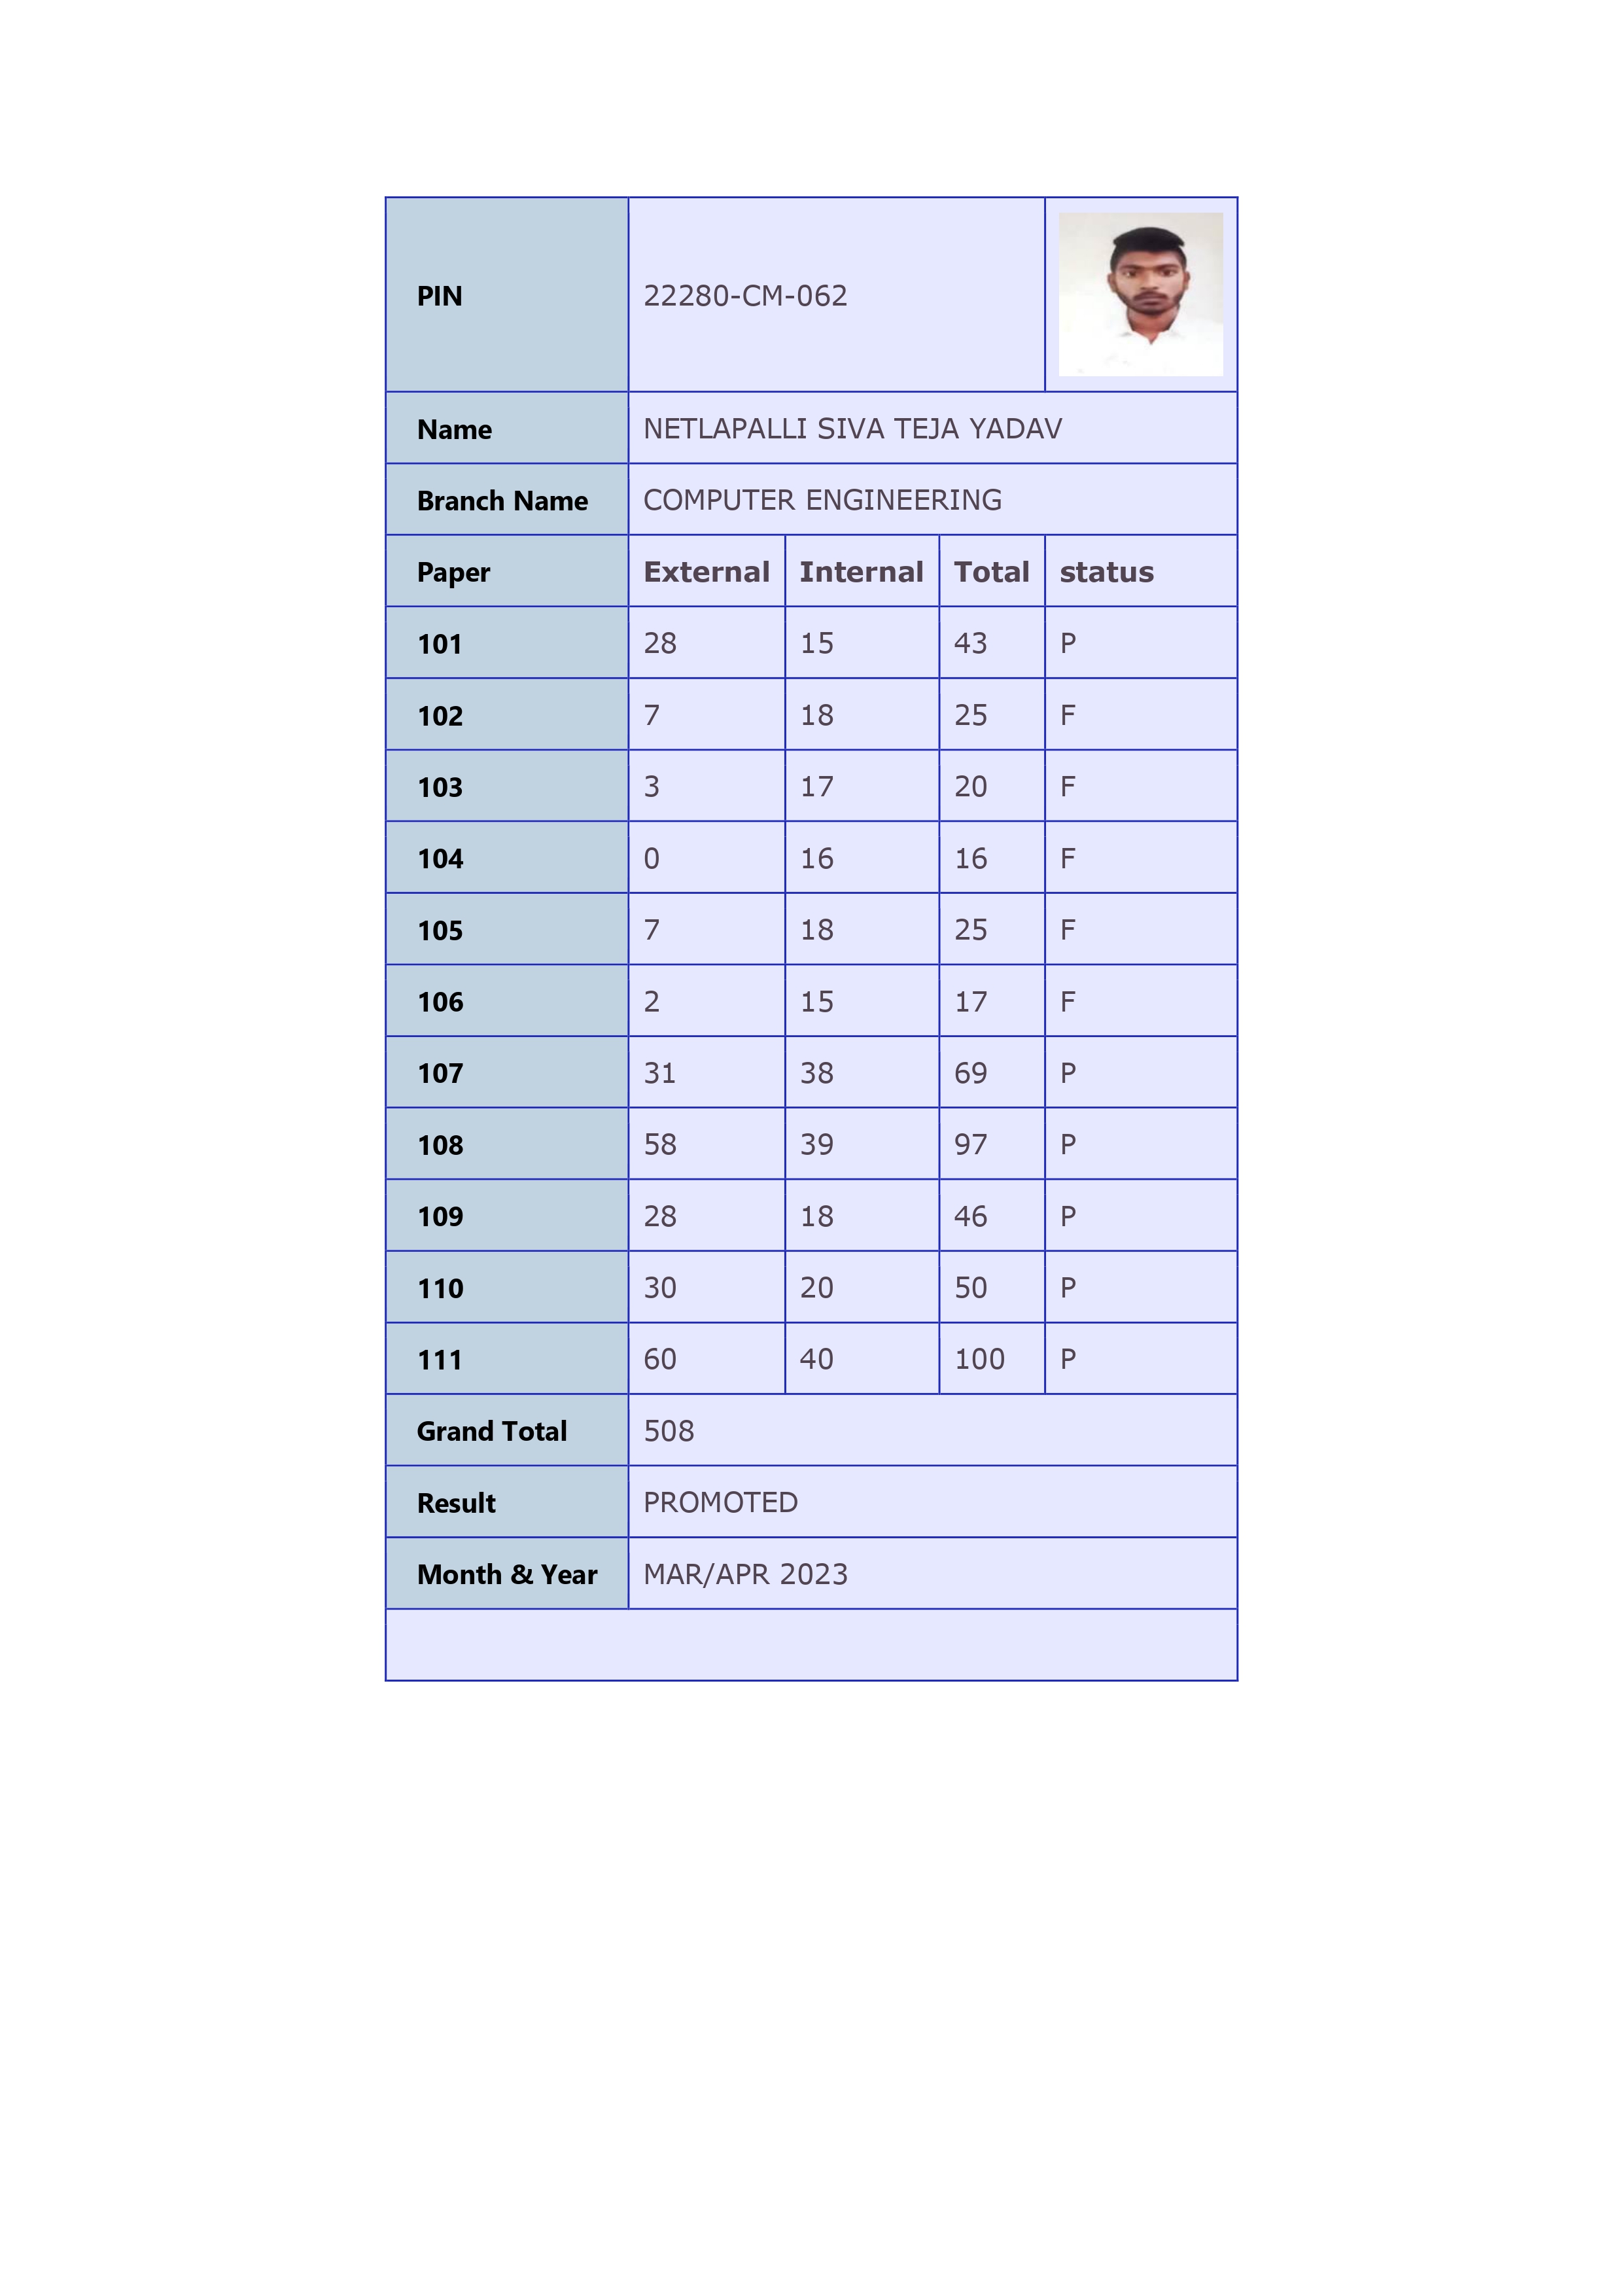 PIN 22280-CM-062
Name NETLAPALLI SIVA TEJA YADAV
Branch Name COMPUTER ENGINEERING
Paper External Internal Total status
101 28 15 43 P
102 7 18 25 F
103 3 17 20 F
104 0 16 16 F
105 7 18 25 F
106 2 15 17 F
107 31 38 69 P
108 58 39 97 P
109 28 18 46 P
110 30 20 50 P
111 60 40 100 P
Grand Total 508
Result PROMOTED
Month & Year MAR/APR 2023